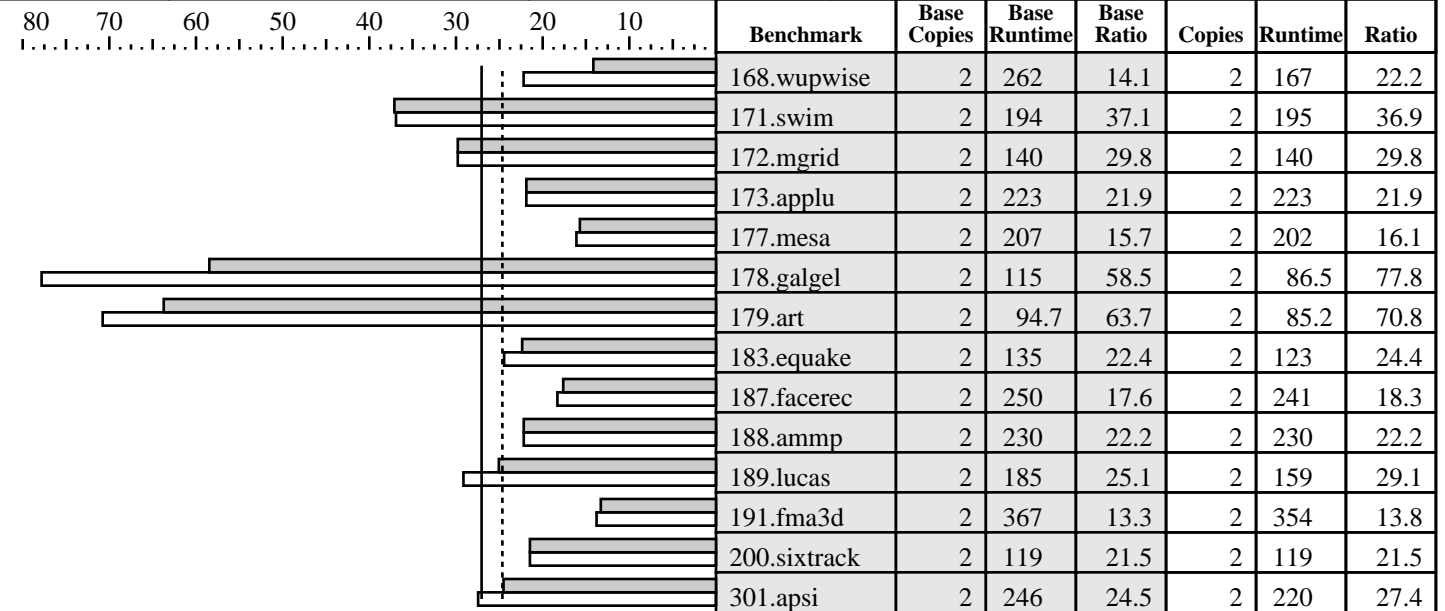 80 70 60 50 40 30 20 10
Benchmark Base Copies Base Runtime Base Ratio Copies Runtime Ratio
168.wupwise 2 262 14.1 2 167 22.2
171.swim 2 194 37.1 2 195 36.9
172.mgrid 2 140 29.8 2 140 29.8
173.applu 2 223 21.9 2 223 21.9
177.mesa 2 207 15.7 2 202 16.1
178.galgel 2 115 58.5 2 86.5 77.8
179.art 2 94.7 63.7 2 85.2 70.8
183.equake 2 135 22.4 2 123 24.4
187.facerec 2 250 17.6 2 241 18.3
188.ammp 2 230 22.2 2 230 22.2
189.lucas 2 185 25.1 2 159 29.1
191.fma3d 2 367 13.3 2 354 13.8
200.sixtrack 2 119 21.5 2 119 21.5
301.apsi 2 246 24.5 2 220 27.4